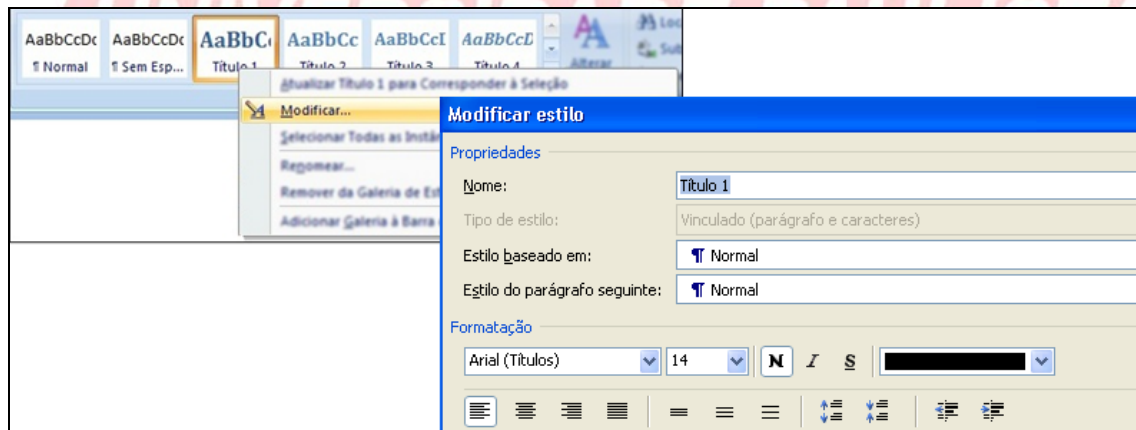 AaBbCcDc AaBbCcDc AaBbC AaBbCc AaBbCcI AaBbCcD
¶ Normal ¶ Sem Esp... Título 1 Título 2 Título 3 Título 4 Alterar
Loc
Sub
Atualizar Título 1 para Corresponder à Seleção
Modificar...
Selecionar Todas as Instân
Renomear...
Remover da Galeria de Est
Adicionar Galeria à Barra
Modificar estilo
Propriedades
Nome: Título 1
Tipo de estilo: Vinculado (parágrafo e caracteres)
Estilo baseado em: ¶ Normal
Estilo do parágrafo seguinte: ¶ Normal
Formatação
Arial (Títulos) 14 N I S